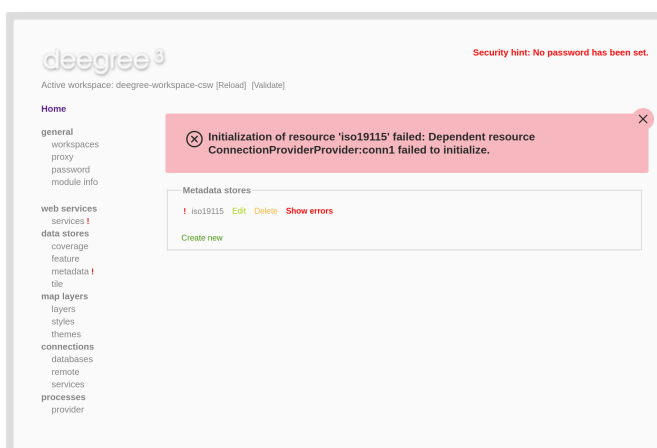 deegree 3
Security hint: No password has been set.
Active workspace: deegree-workspace-csw [Reload] [Validate]
Home
Initialization of resource 'iso19115' failed: Dependent resource
ConnectionProviderProvider:conn1 failed to initialize.
general
workspaces
proxy
password
module info
Metadata stores
! iso19115 Edit Delete Show errors
Create new
web services
services !
data stores
coverage
feature
metadata !
tile
map layers
layers
styles
themes
connections
databases
remote
services
processes
provider